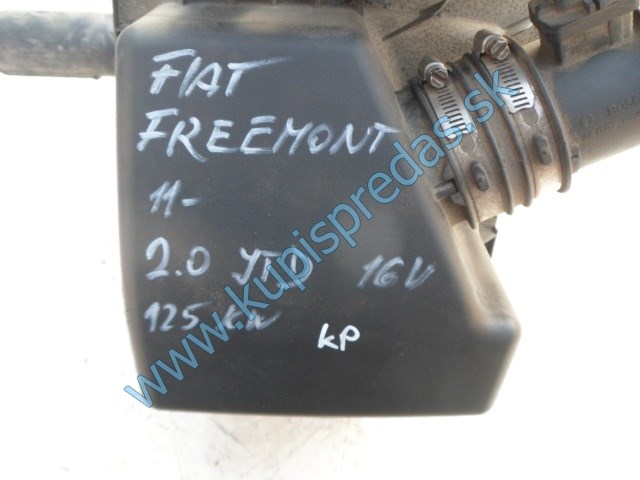 FIAT
FREEMONT
11-
2.0 JTD 16V
125 KW
KP
www.kupispredas.sk